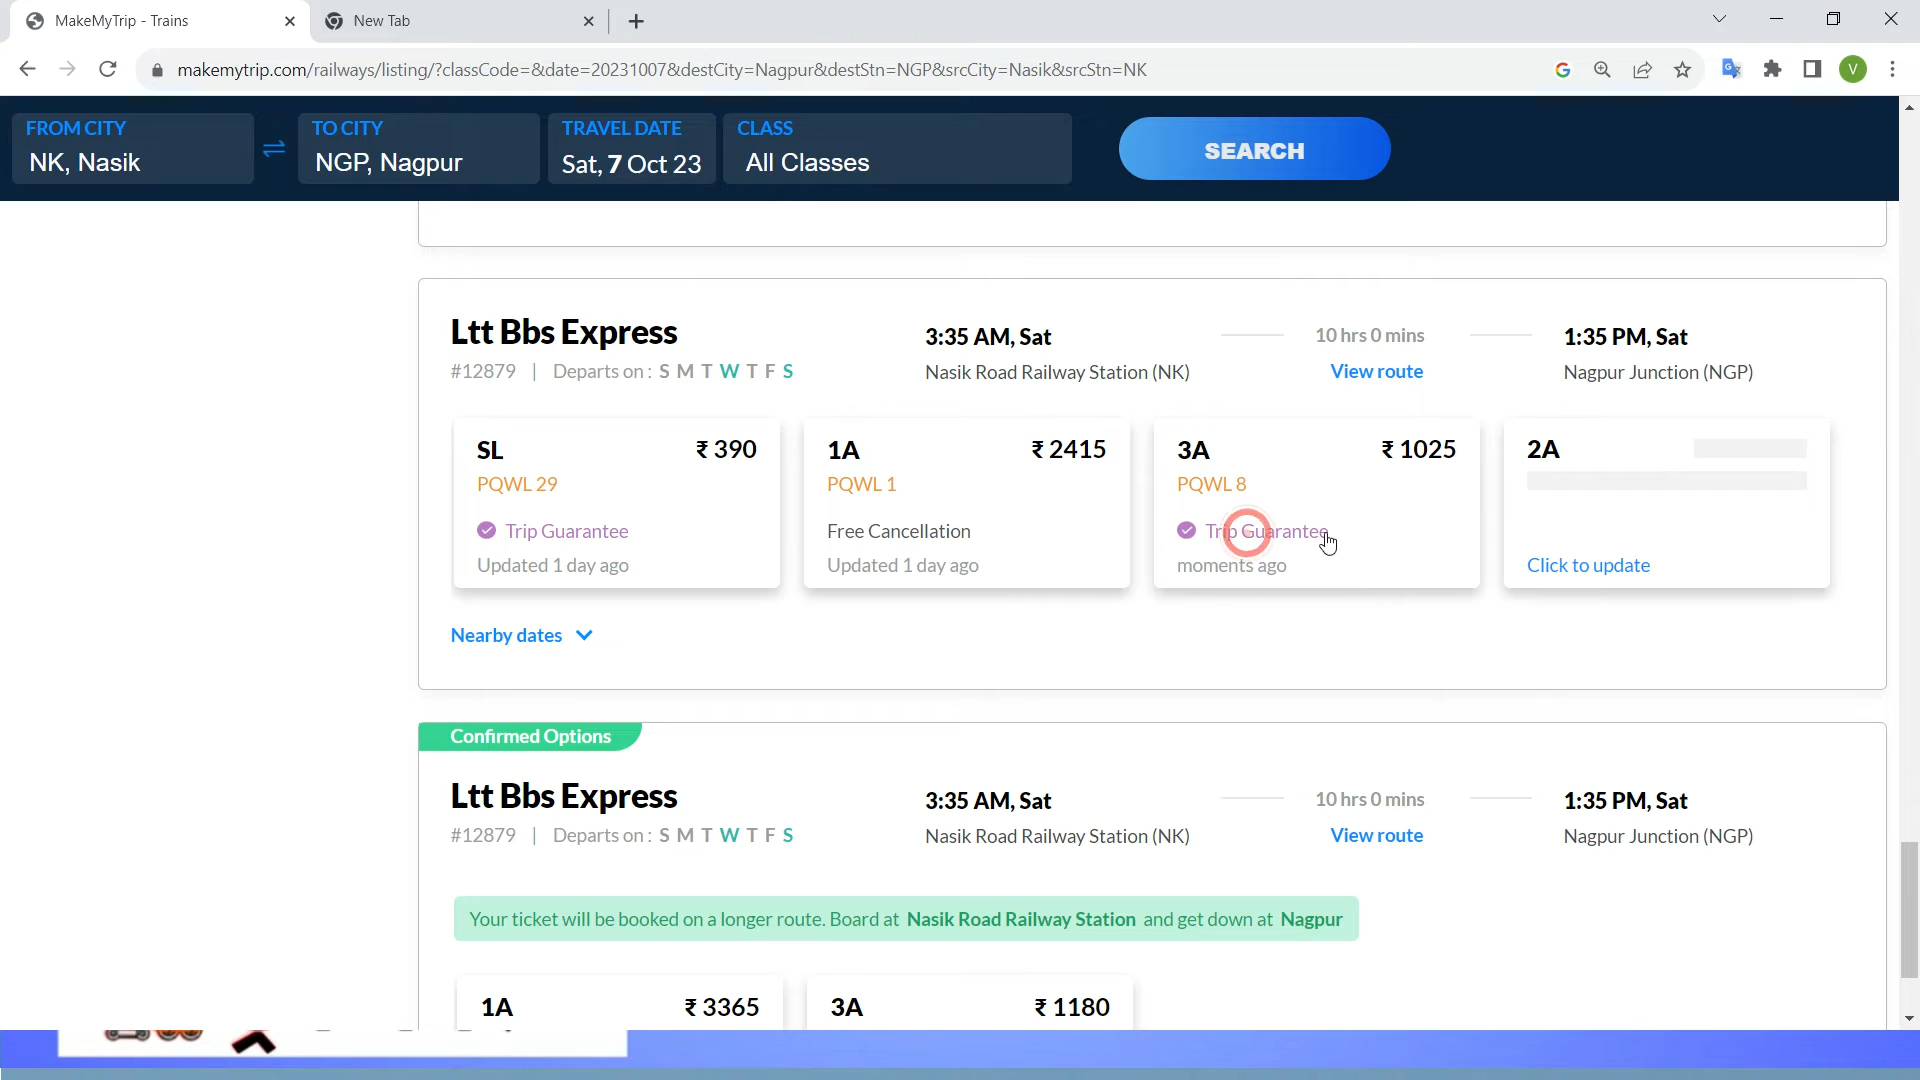 MakeMyTrip - Trains
New Tab
makemytrip.com/railways/listing/?classCode=&date=20231007&destCity=Nagpur&destStn=NGP&srcCity=Nasik&srcStn=NK
V
FROM CITY
NK, Nasik
TO CITY
NGP, Nagpur
TRAVEL DATE
Sat, 7 Oct 23
CLASS
All Classes
SEARCH
Ltt Bbs Express
#12879 | Departs on : S M T W T F S
3:35 AM, Sat
Nasik Road Railway Station (NK)
10 hrs 0 mins
View route
1:35 PM, Sat
Nagpur Junction (NGP)
SL ₹ 390
PQWL 29
Trip Guarantee
Updated 1 day ago
1A ₹ 2415
PQWL 1
Free Cancellation
Updated 1 day ago
3A ₹ 1025
PQWL 8
Trip Guarantee
moments ago
2A
Click to update
Nearby dates
Confirmed Options
Ltt Bbs Express
#12879 | Departs on : S M T W T F S
3:35 AM, Sat
Nasik Road Railway Station (NK)
10 hrs 0 mins
View route
1:35 PM, Sat
Nagpur Junction (NGP)
Your ticket will be booked on a longer route. Board at Nasik Road Railway Station and get down at Nagpur
1A ₹ 3365
3A ₹ 1180